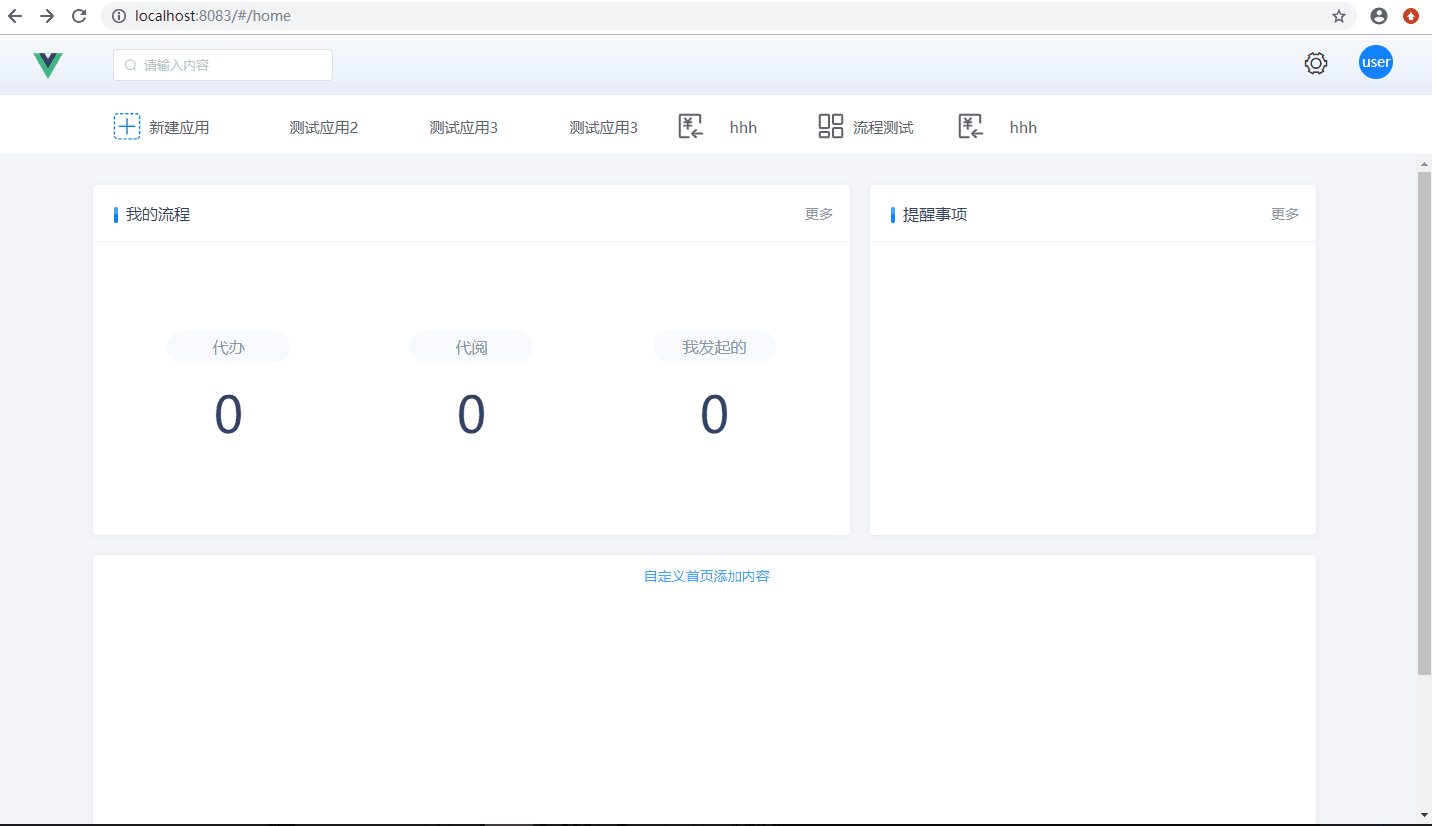 localhost:8083/#/home
请输入内容
user
新建应用 测试应用2 测试应用3 测试应用3 hhh 流程测试 hhh
我的流程 更多
提醒事项 更多
代办 代阅 我发起的
0 0 0
自定义首页添加内容